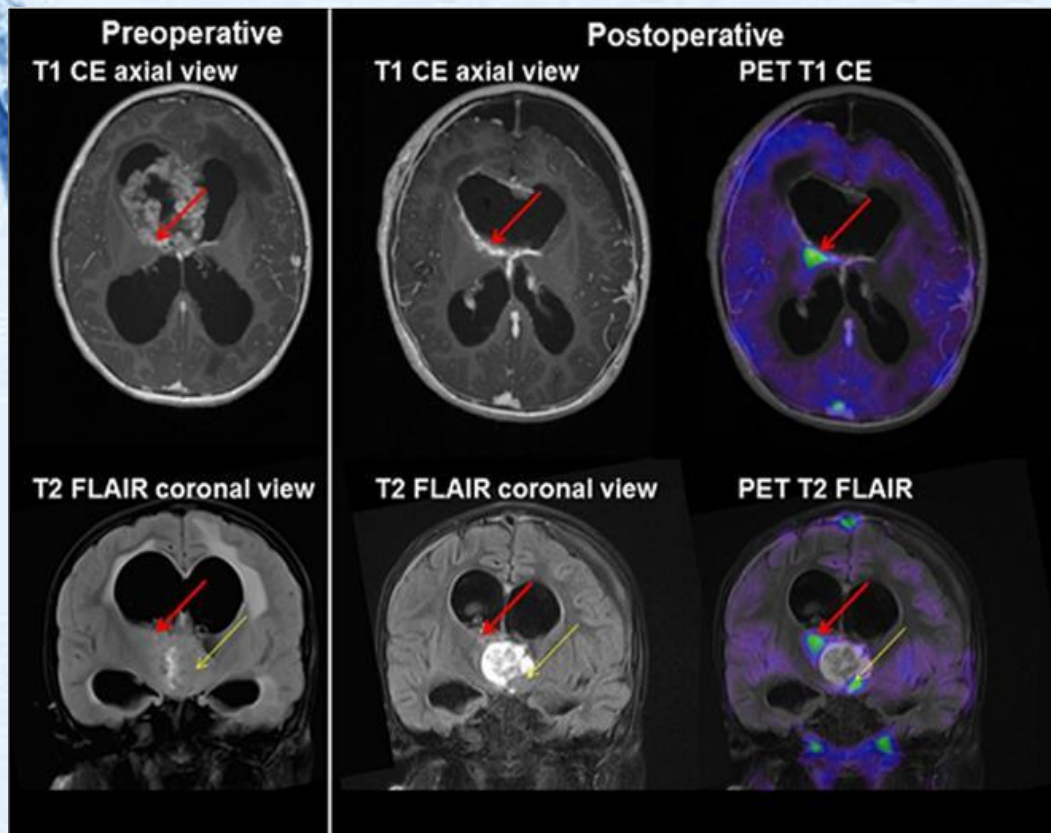 Preoperative
Postoperative
T1 CE axial view
T1 CE axial view
PET T1 CE
T2 FLAIR coronal view
T2 FLAIR coronal view
PET T2 FLAIR